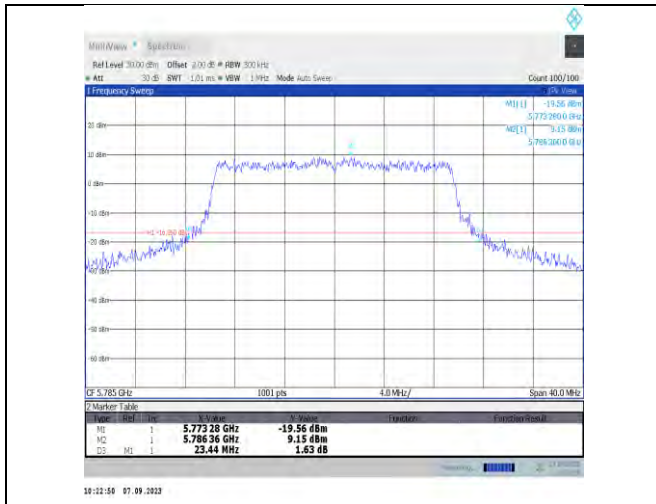 MultiView Spectrum
Ref Level 30.00 dBm Offset 2.00 dB RBW 300 kHz
Att 30 dB SWT 1.01 ms VBW 1 MHz Mode Auto Sweep Count 100/100
1 Frequency Sweep
M1[1] -19.56 dBm
5.773 280 0 GHz
20 dBm
M2[1] 9.15 dBm
5.786 360 0 GHz
10 dBm
0 dBm
-10 dBm
-20 dBm
-40 dBm
-50 dBm
-60 dBm
CF 5.785 GHz 1001 pts 4.0 MHz/ Span 40.0 MHz
2 Marker Table
Type Ref Trc X-Value Y-Value Function Function Result
M1 1 5.773 28 GHz -19.56 dBm
M2 1 5.786 36 GHz 9.15 dBm
D3 M1 1 23.44 MHz 1.63 dB
10:22:50 07.09.2023